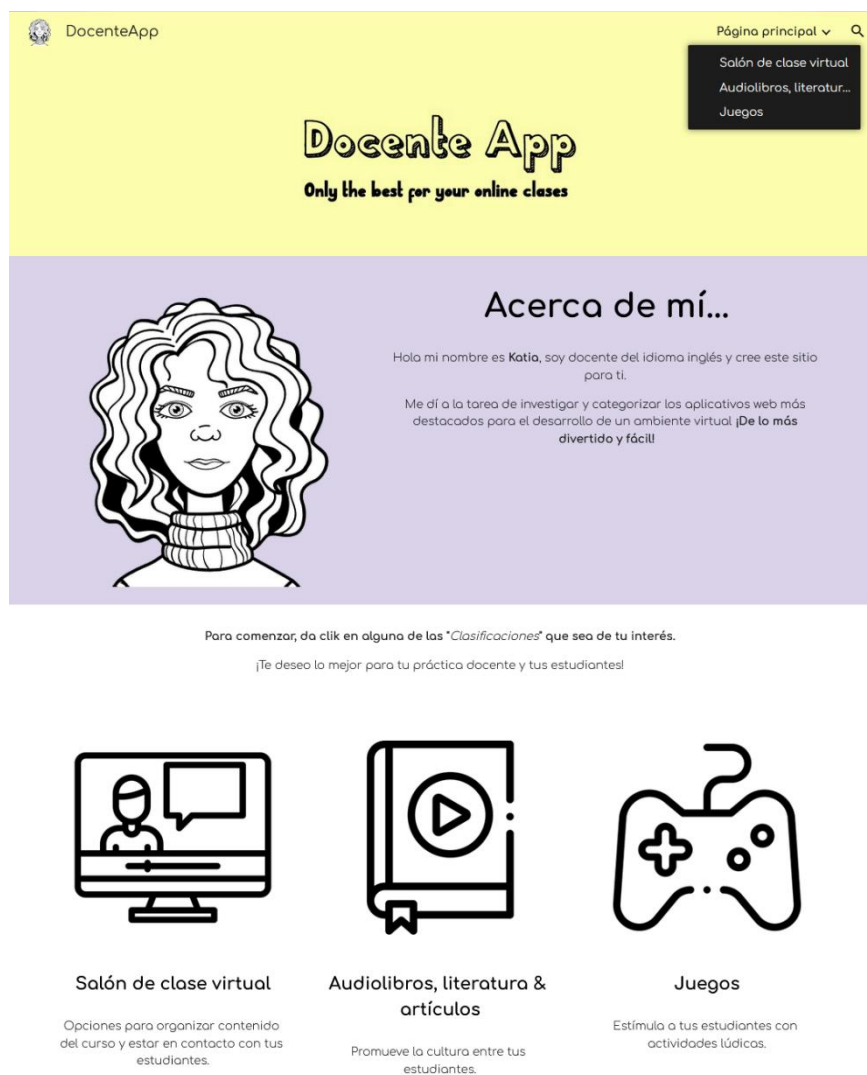 DocenteApp
Página principal
Salón de clase virtual
Audiolibros, literatur...
Juegos
Docente App
Only the best for your online clases
Acerca de mí...
Hola mi nombre es Katia, soy docente del idioma inglés y cree este sitio
para ti.
Me dí a la tarea de investigar y categorizar los aplicativos web más
destacados para el desarrollo de un ambiente virtual ¡De lo más
divertido y fácil!
Para comenzar, da clik en alguna de las "Clasificaciones" que sea de tu interés.
¡Te deseo lo mejor para tu práctica docente y tus estudiantes!
Salón de clase virtual
Opciones para organizar contenido
del curso y estar en contacto con tus
estudiantes.
Audiolibros, literatura &
artículos
Promueve la cultura entre tus
estudiantes.
Juegos
Estímula a tus estudiantes con
actividades lúdicas.